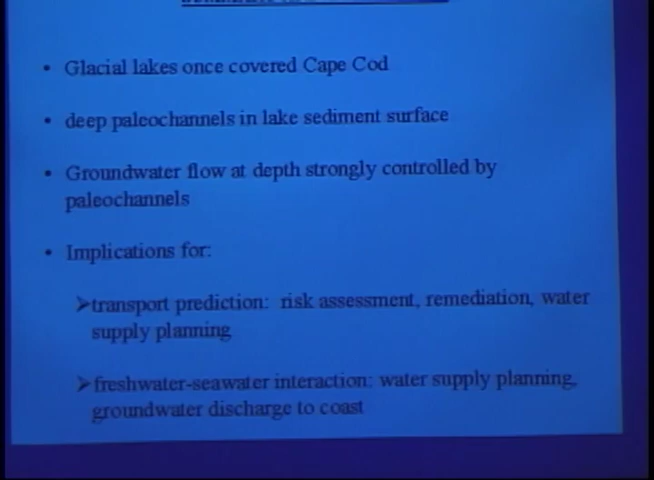 • Glacial lakes once covered Cape Cod
• deep paleochannels in lake sediment surface
• Groundwater flow at depth strongly controlled by
paleochannels
• Implications for:
➢transport prediction: risk assessment, remediation, water
supply planning
➢freshwater-seawater interaction: water supply planning,
groundwater discharge to coast